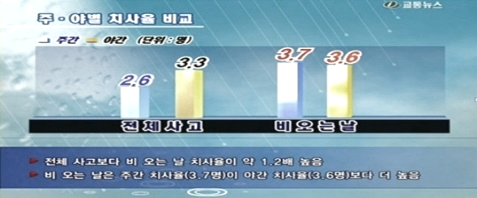 주·야별 치사율 비교
교통뉴스
주간 야간 (단위:명)
2.6
3.3
3.7
3.6
전체사고
비오는날
전체 사고보다 비 오는 날 치사율이 약 1.2배 높음
비 오는 날은 주간 치사율(3.7명)이 야간 치사율(3.6명)보다 더 높음